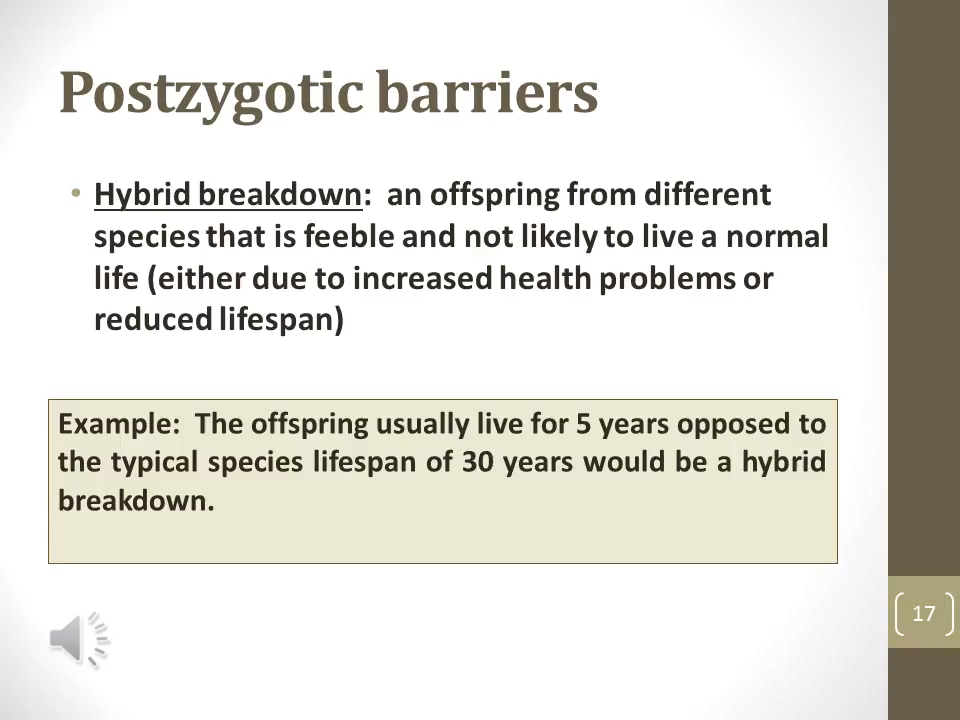 Postzygotic barriers
• Hybrid breakdown: an offspring from different
species that is feeble and not likely to live a normal
life (either due to increased health problems or
reduced lifespan)
Example: The offspring usually live for 5 years opposed to
the typical species lifespan of 30 years would be a hybrid
breakdown.
17